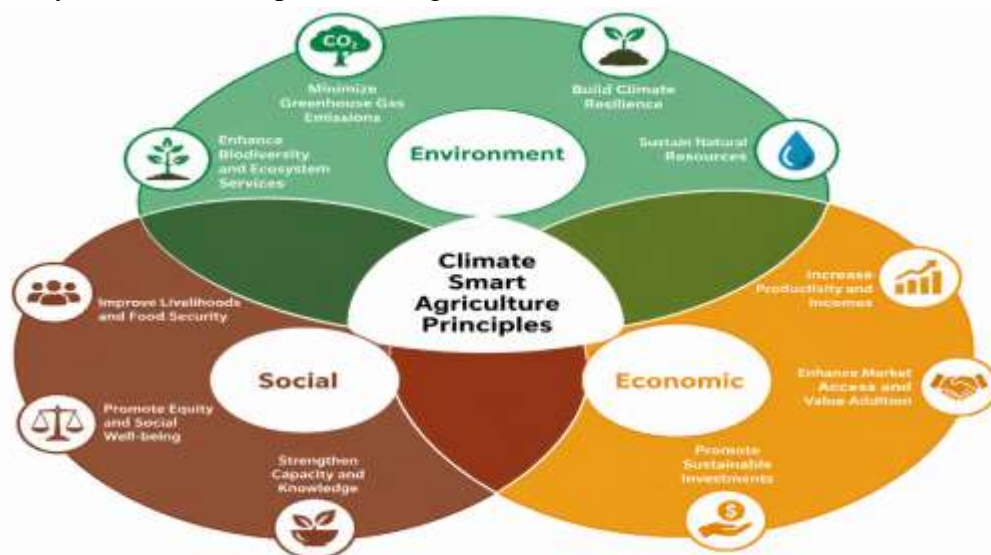 CO₂
Minimize
Greenhouse Gas
Emissions
Build Climate
Resilience
Enhance
Biodiversity
and Ecosystem
Services
Environment
Sustain Natural
Resources
Climate
Smart
Agriculture
Principles
Improve Livelihoods
and Food Security
Increase
Productivity and
Incomes
Social
Economic
Enhance Market
Access and
Value Addition
Promote Equity
and Social
Well-being
Strengthen
Capacity and
Knowledge
Promote
Sustainable
Investments
$